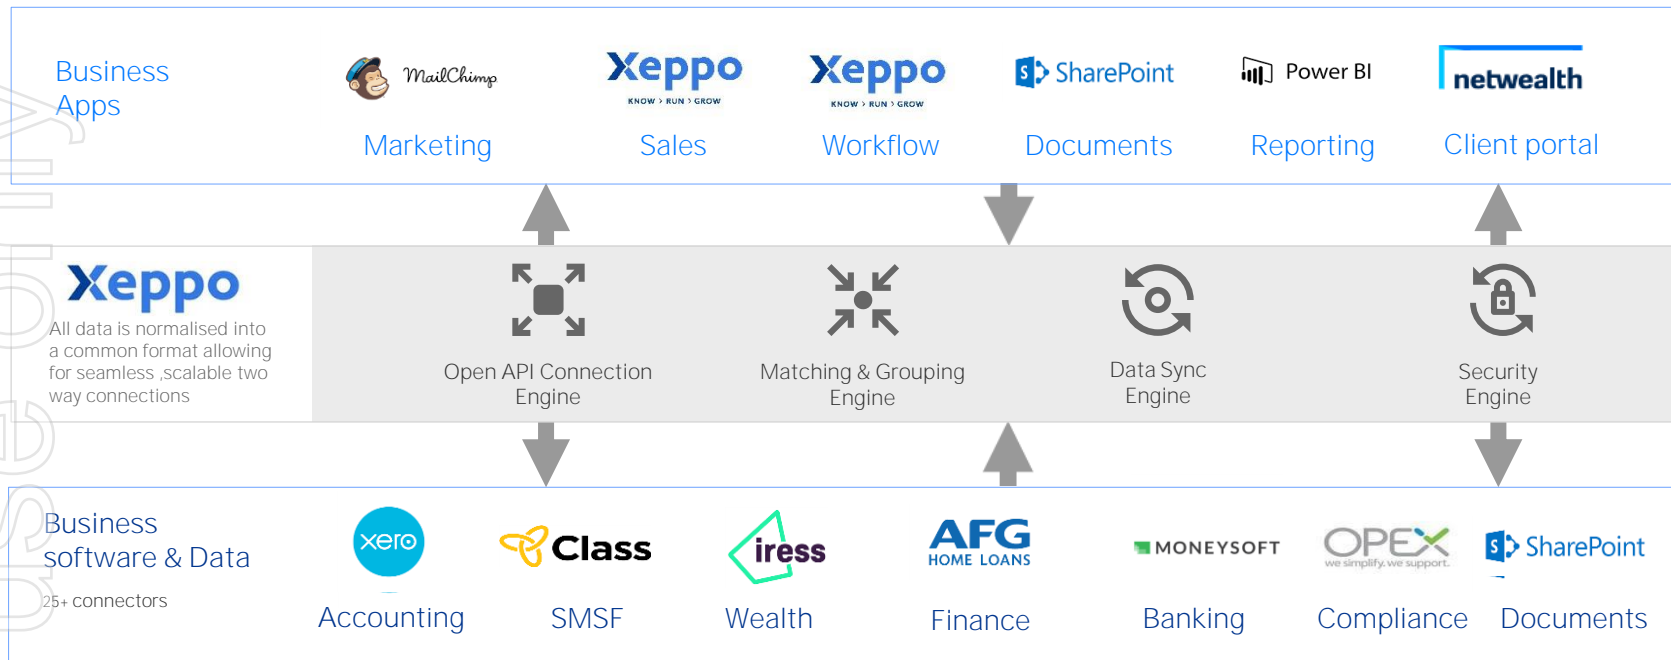 Business
Apps
MailChimp
Xeppo
KNOW > RUN > GROW
Xeppo
KNOW > RUN > GROW
S SharePoint
Power BI
netwealth
Marketing
Sales
Workflow
Documents
Reporting
Client portal
Xeppo
All data is normalised into
a common format allowing
for seamless ,scalable two
way connections
Open API Connection
Engine
Matching & Grouping
Engine
Data Sync
Engine
Security
Engine
Business
software & Data
25+ connectors
xero
Class
iress
AFG
HOME LOANS
MONEYSOFT
OPEX
we simplify. we support.
S SharePoint
Accounting
SMSF
Wealth
Finance
Banking
Compliance
Documents
use only